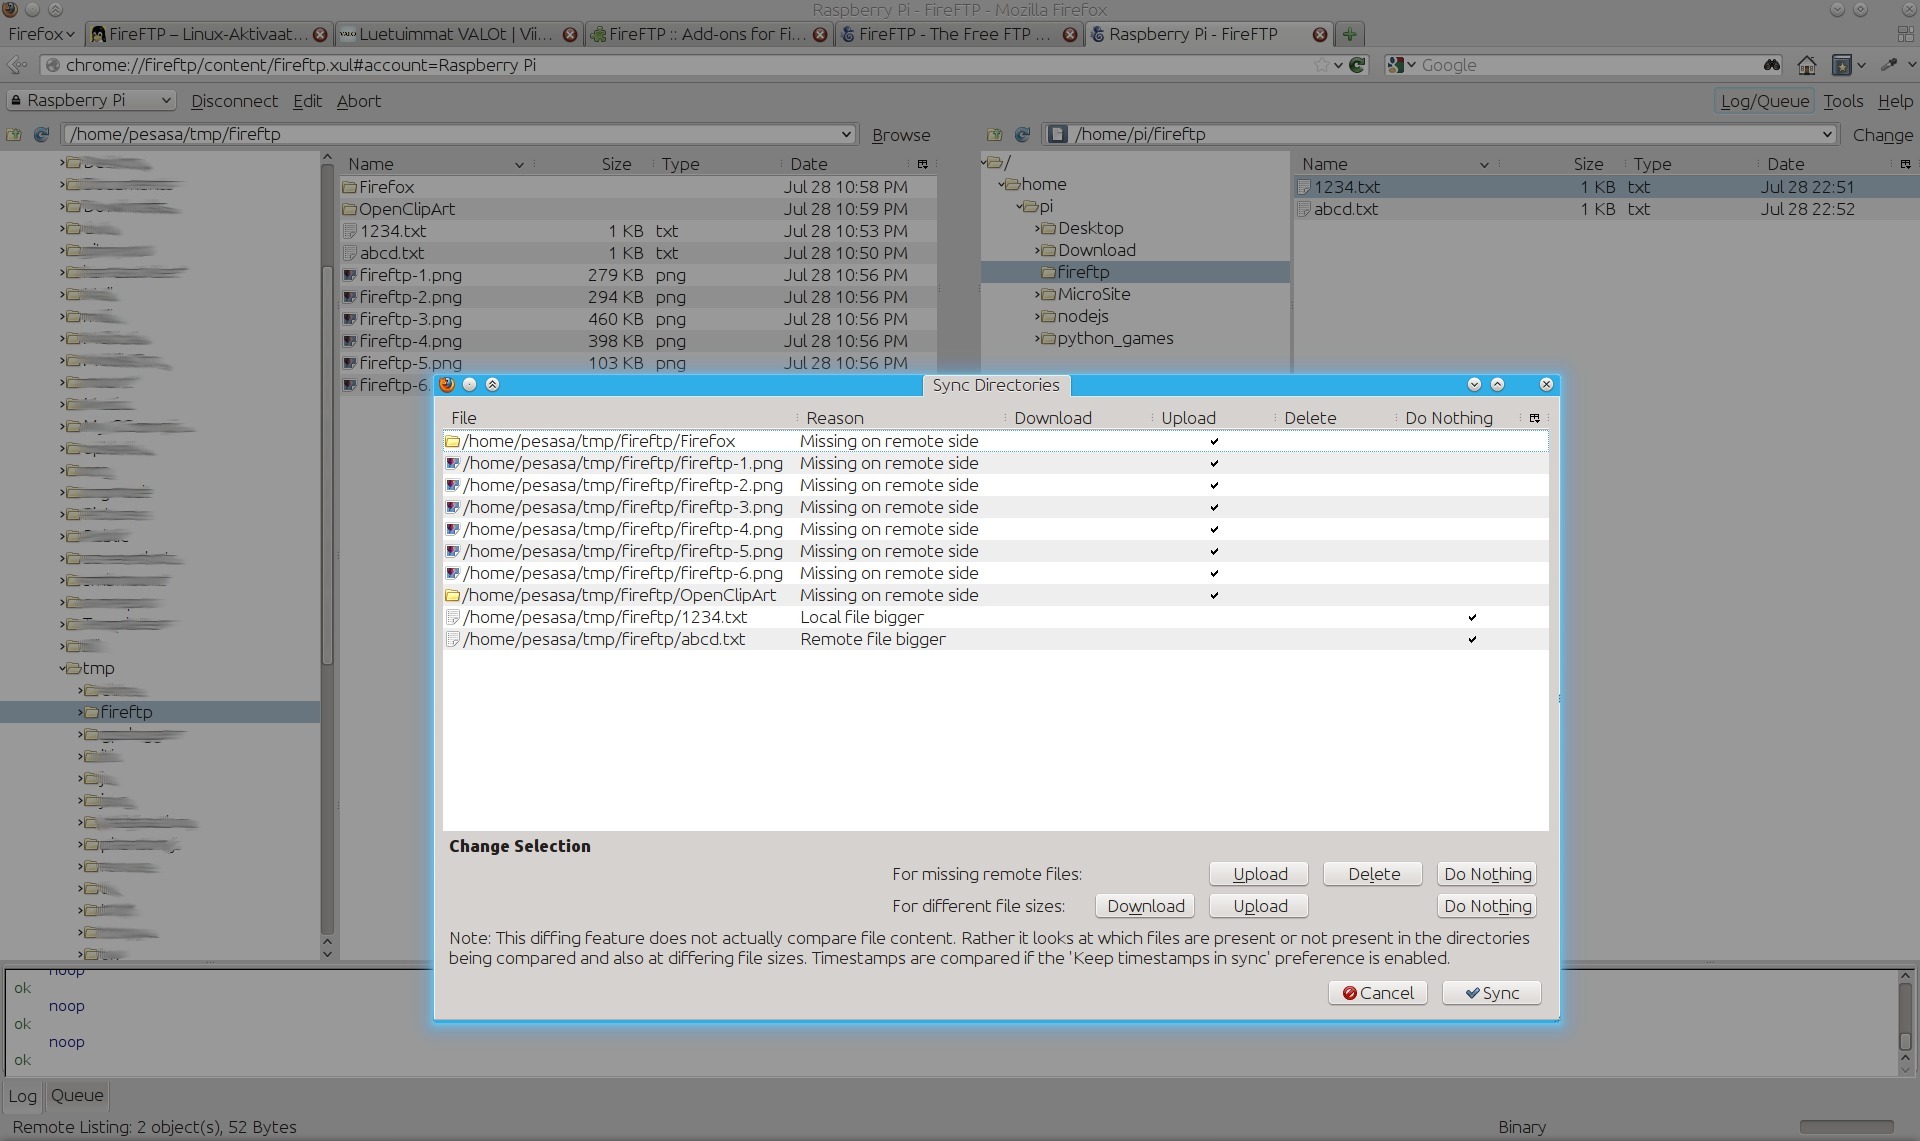 Raspberry Pi - FireFTP - Mozilla Firefox
Firefox
FireFTP – Linux-Aktivaat...
VALO Luetuimmat VALOt | Vii...
FireFTP :: Add-ons for Fi...
FireFTP - The Free FTP ...
Raspberry Pi - FireFTP
chrome://fireftp/content/fireftp.xul#account=Raspberry Pi
Google
Raspberry Pi Disconnect Edit Abort
Log/Queue Tools Help
/home/pesasa/tmp/fireftp Browse
/home/pi/fireftp Change
tmp
fireftp
Name Size Type Date
Firefox Jul 28 10:58 PM
OpenClipArt Jul 28 10:59 PM
1234.txt 1 KB txt Jul 28 10:53 PM
abcd.txt 1 KB txt Jul 28 10:50 PM
fireftp-1.png 279 KB png Jul 28 10:56 PM
fireftp-2.png 294 KB png Jul 28 10:56 PM
fireftp-3.png 460 KB png Jul 28 10:56 PM
fireftp-4.png 398 KB png Jul 28 10:56 PM
fireftp-5.png 103 KB png Jul 28 10:56 PM
fireftp-6.
/
home
pi
Desktop
Download
fireftp
MicroSite
nodejs
python_games
Name Size Type Date
1234.txt 1 KB txt Jul 28 22:51
abcd.txt 1 KB txt Jul 28 22:52
Sync Directories
File Reason Download Upload Delete Do Nothing
/home/pesasa/tmp/fireftp/Firefox Missing on remote side
/home/pesasa/tmp/fireftp/fireftp-1.png Missing on remote side
/home/pesasa/tmp/fireftp/fireftp-2.png Missing on remote side
/home/pesasa/tmp/fireftp/fireftp-3.png Missing on remote side
/home/pesasa/tmp/fireftp/fireftp-4.png Missing on remote side
/home/pesasa/tmp/fireftp/fireftp-5.png Missing on remote side
/home/pesasa/tmp/fireftp/fireftp-6.png Missing on remote side
/home/pesasa/tmp/fireftp/OpenClipArt Missing on remote side
/home/pesasa/tmp/fireftp/1234.txt Local file bigger
/home/pesasa/tmp/fireftp/abcd.txt Remote file bigger
Change Selection
For missing remote files: Upload Delete Do Nothing
For different file sizes: Download Upload Do Nothing
Note: This diffing feature does not actually compare file content. Rather it looks at which files are present or not present in the directories
being compared and also at differing file sizes. Timestamps are compared if the 'Keep timestamps in sync' preference is enabled.
Cancel Sync
noop
ok
noop
ok
noop
ok
Log Queue
Remote Listing: 2 object(s), 52 Bytes
Binary